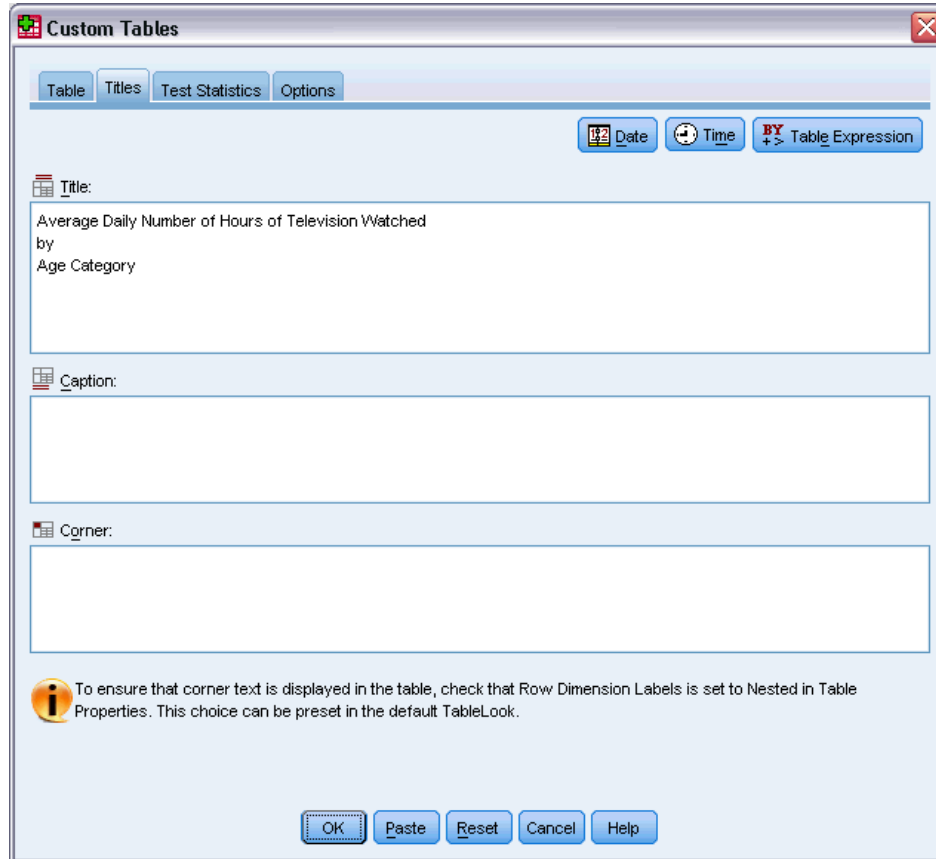 Custom Tables
Table Titles Test Statistics Options
Date Time BY +> Table Expression
Title:
Average Daily Number of Hours of Television Watched
by
Age Category
Caption:
Corner:
To ensure that corner text is displayed in the table, check that Row Dimension Labels is set to Nested in Table
Properties. This choice can be preset in the default TableLook.
OK Paste Reset Cancel Help